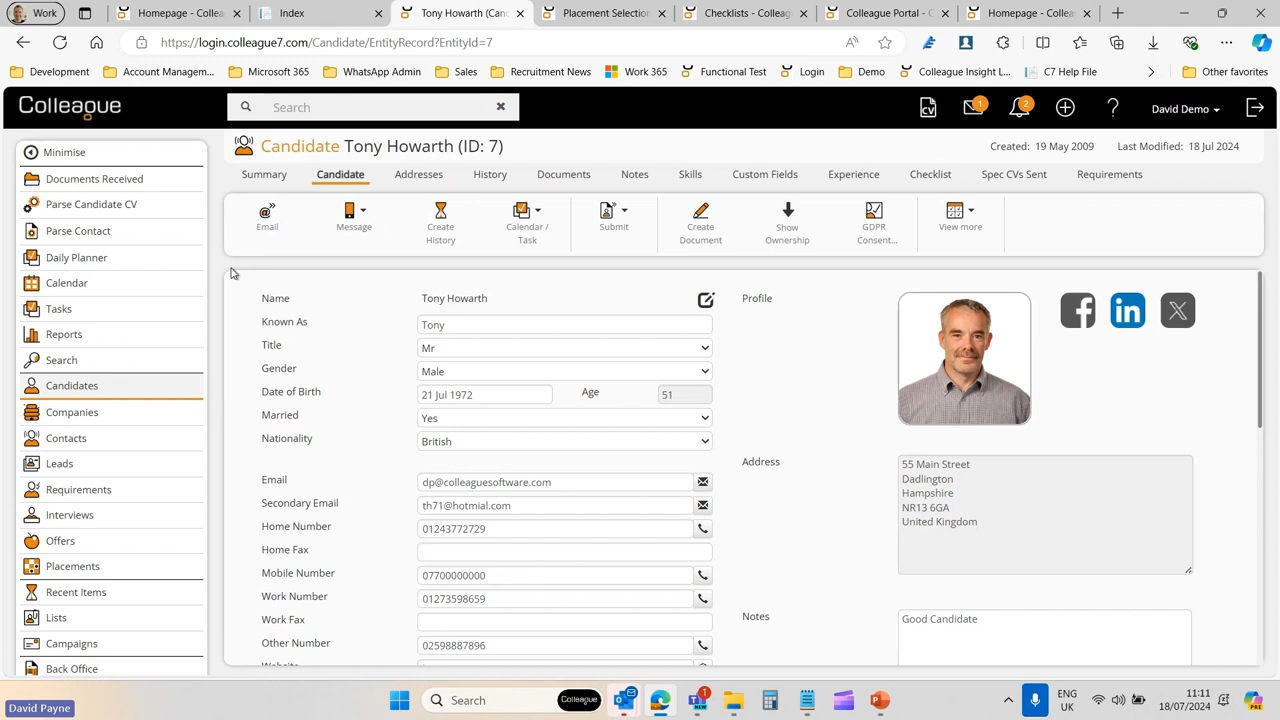 Work
Homepage - Collea
Index
Tony Howarth (Can
Placement Selection
Checklists - Colleag
Colleague Portal - C
Homepage - Collea
https://login.colleague7.com/Candidate/EntityRecord?EntityId=7
Development
Account Managem...
Microsoft 365
WhatsApp Admin
Sales
Recruitment News
Work 365
Functional Test
Login
Demo
Colleague Insight L...
C7 Help File
Other favorites
Colleague
Search
CV
1
2
David Demo
Minimise
Documents Received
Parse Candidate CV
Parse Contact
Daily Planner
Calendar
Tasks
Reports
Search
Candidates
Companies
Contacts
Leads
Requirements
Interviews
Offers
Placements
Recent Items
Lists
Campaigns
Back Office
Candidate Tony Howarth (ID: 7)
Created: 19 May 2009
Last Modified: 18 Jul 2024
Summary
Candidate
Addresses
History
Documents
Notes
Skills
Custom Fields
Experience
Checklist
Spec CVs Sent
Requirements
Email
Message
Create
History
Calendar /
Task
Submit
Create
Document
Show
Ownership
GDPR
Consent...
View more
Name
Tony Howarth
Known As
Tony
Title
Mr
Gender
Male
Date of Birth
21 Jul 1972
Age
51
Married
Yes
Nationality
British
Email
dp@colleaguesoftware.com
Secondary Email
th71@hotmial.com
Home Number
01243772729
Home Fax
Mobile Number
07700000000
Work Number
01273598659
Work Fax
Other Number
02598887896
Website
Profile
Address
55 Main Street
Dadlington
Hampshire
NR13 6GA
United Kingdom
Notes
Good Candidate
David Payne
Search
Colleague
NEW
1
ENG
UK
11:11
18/07/2024
PRE